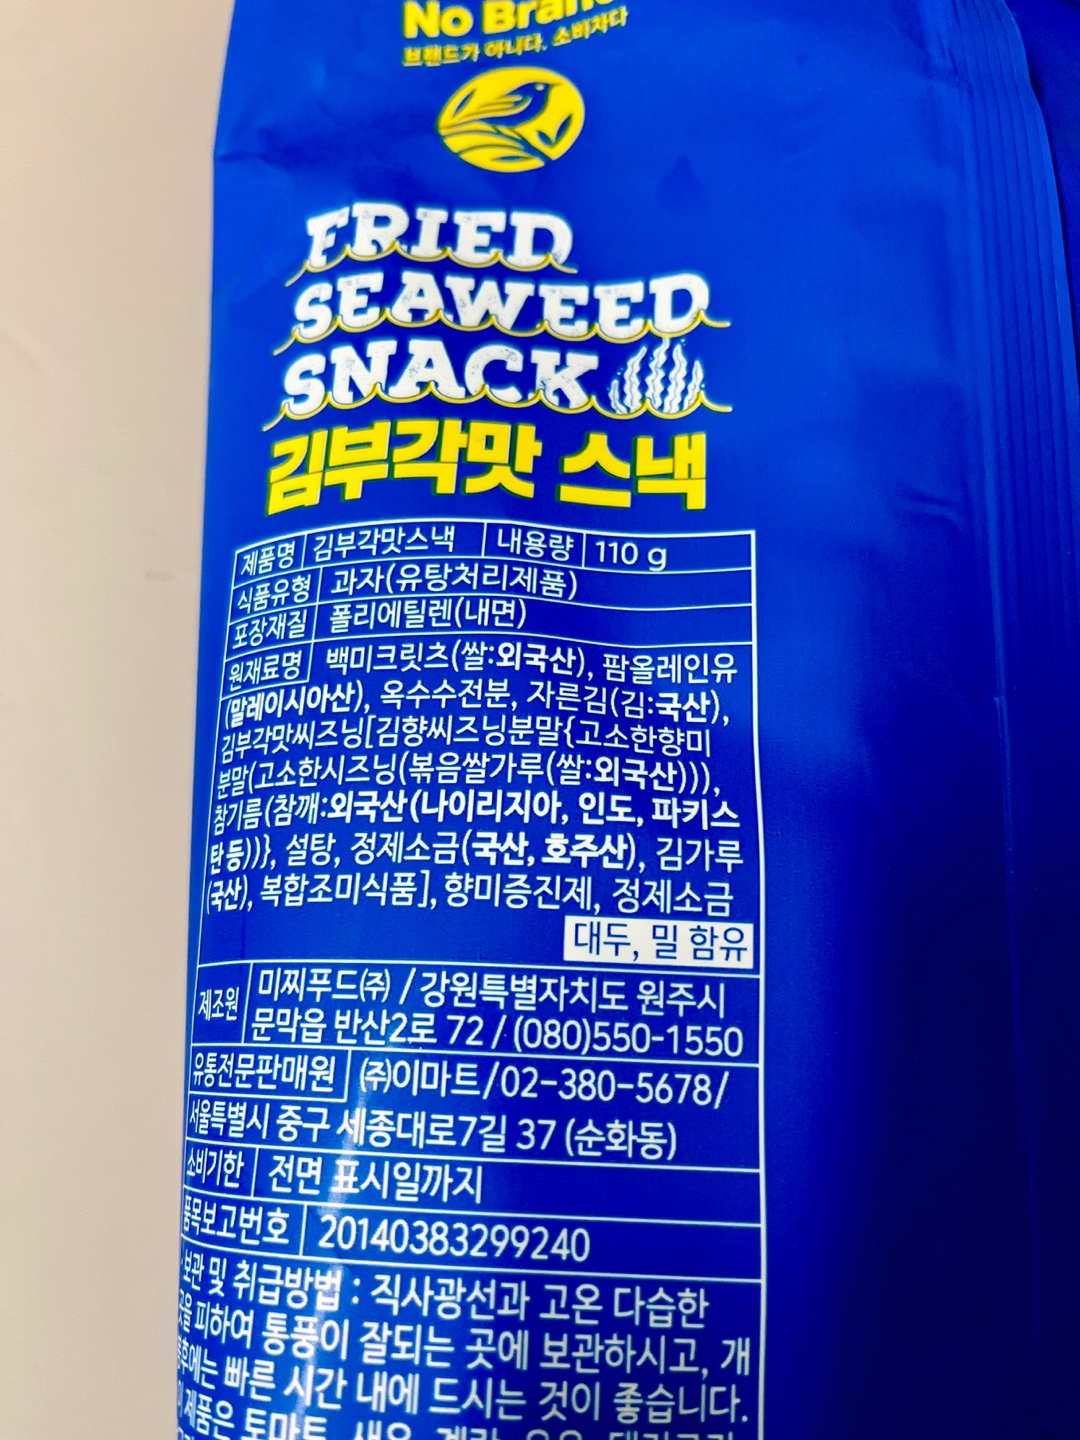 No Brand
브랜드가 아니다. 소비자다
FRIED
SEAWEED
SNACK
김부각맛 스낵
제품명 김부각맛스낵 내용량 110 g
식품유형 과자(유탕처리제품)
포장재질 폴리에틸렌(내면)
원재료명 백미크릿츠(쌀:외국산), 팜올레인유
(말레이시아산), 옥수수전분, 자른김(김:국산),
김부각맛씨즈닝[김향씨즈닝분말{고소한향미
분말(고소한시즈닝(볶음쌀가루(쌀:외국산))),
참기름(참깨:외국산(나이리지아, 인도, 파키스
탄 등))}, 설탕, 정제소금(국산, 호주산), 김가루
(국산), 복합조미식품], 향미증진제, 정제소금
대두, 밀 함유
제조원 미찌푸드㈜ / 강원특별자치도 원주시
문막읍 반산2로 72 / (080)550-1550
유통전문판매원 ㈜이마트/02-380-5678/
서울특별시 중구 세종대로7길 37 (순화동)
소비기한 전면 표시일까지
품목보고번호 20140383299240
보관 및 취급방법 : 직사광선과 고온 다습한
곳을 피하여 통풍이 잘되는 곳에 보관하시고, 개
봉후에는 빠른 시간 내에 드시는 것이 좋습니다.
이 제품은 토마토, 새우, 계란, 우유,